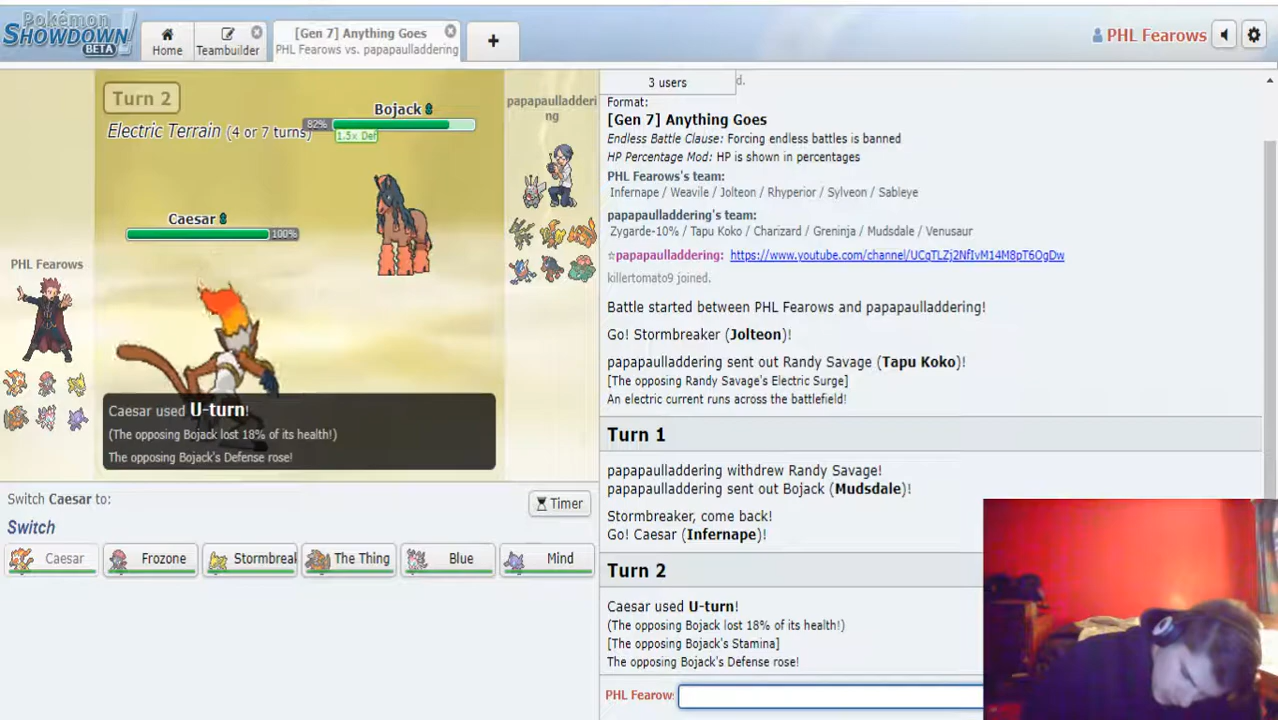 Pokémon
SHOWDOWN
BETA
Home
Teambuilder
[Gen 7] Anything Goes
PHL Fearows vs. papapaulladdering
+
PHL Fearows
Turn 2
Electric Terrain (4 or 7 turns)
Bojack
82%
1.5x Def
Caesar
100%
papapaulladderi
ng
PHL Fearows
Caesar used U-turn!
(The opposing Bojack lost 18% of its health!)
The opposing Bojack's Defense rose!
Switch Caesar to:
Timer
Switch
Caesar
Frozone
Stormbreak
The Thing
Blue
Mind
3 users
d.
Format:
[Gen 7] Anything Goes
Endless Battle Clause: Forcing endless battles is banned
HP Percentage Mod: HP is shown in percentages
PHL Fearows's team:
Infernape / Weavile / Jolteon / Rhyperior / Sylveon / Sableye
papapaulladdering's team:
Zygarde-10% / Tapu Koko / Charizard / Greninja / Mudsdale / Venusaur
☆papapaulladdering: https://www.youtube.com/channel/UCqTLZj2NfIvM14M8pT6OgDw
killertomato9 joined.
Battle started between PHL Fearows and papapaulladdering!
Go! Stormbreaker (Jolteon)!
papapaulladdering sent out Randy Savage (Tapu Koko)!
[The opposing Randy Savage's Electric Surge]
An electric current runs across the battlefield!
Turn 1
papapaulladdering withdrew Randy Savage!
papapaulladdering sent out Bojack (Mudsdale)!
Stormbreaker, come back!
Go! Caesar (Infernape)!
Turn 2
Caesar used U-turn!
(The opposing Bojack lost 18% of its health!)
[The opposing Bojack's Stamina]
The opposing Bojack's Defense rose!
PHL Fearow: